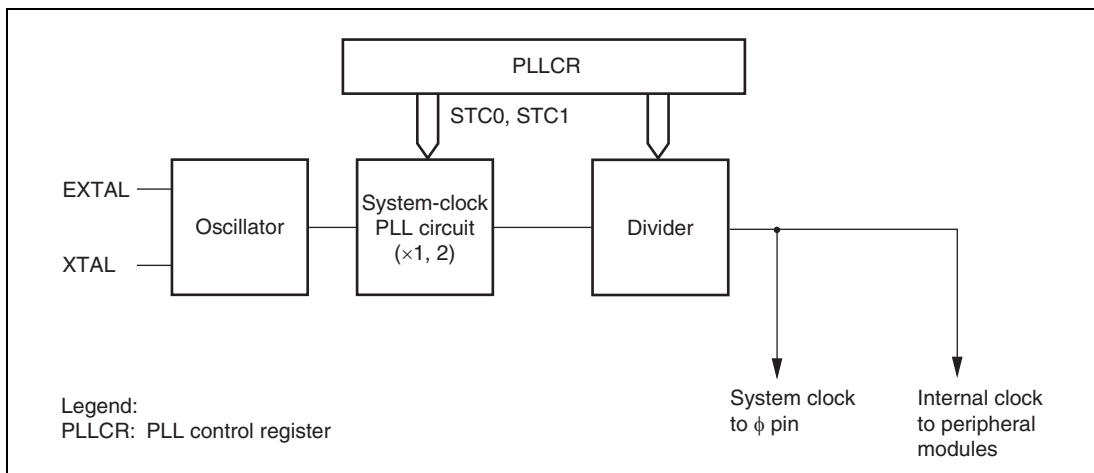 PLLCR
STC0, STC1
EXTAL
XTAL
Oscillator
System-clock
PLL circuit
(×1, 2)
Divider
System clock
to ϕ pin
Internal clock
to peripheral
modules
Legend:
PLLCR: PLL control register